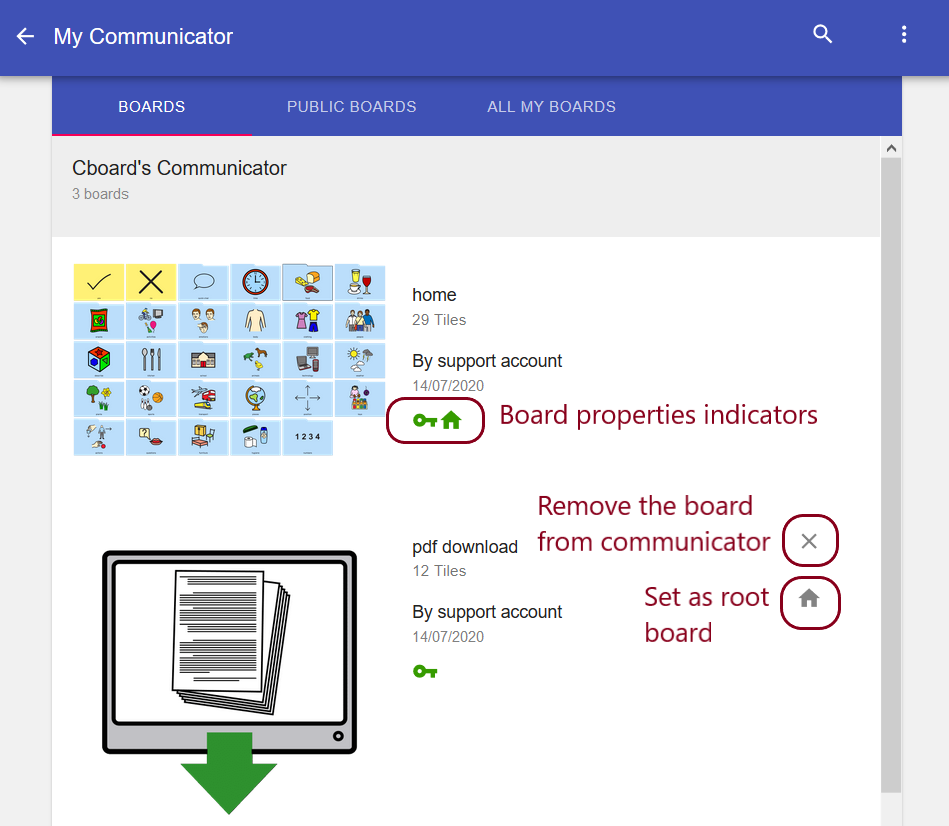 My Communicator
BOARDS
PUBLIC BOARDS
ALL MY BOARDS
Cboard's Communicator
3 boards
home
29 Tiles
By support account
14/07/2020
Board properties indicators
1 2 3 4
Remove the board
from communicator
pdf download
12 Tiles
Set as root
board
By support account
14/07/2020